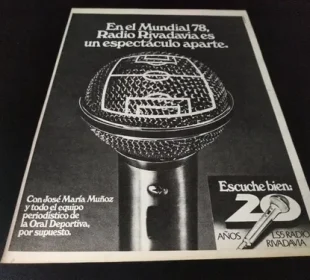 En el Mundial 78,
Radio Rivadavia es
un espectáculo aparte.
Con José María Muñoz
y todo el equipo
periodístico de
la Oral Deportiva,
por supuesto.
Escuche bien:
20
AÑOS
LS5 RADIO
RIVADAVIA